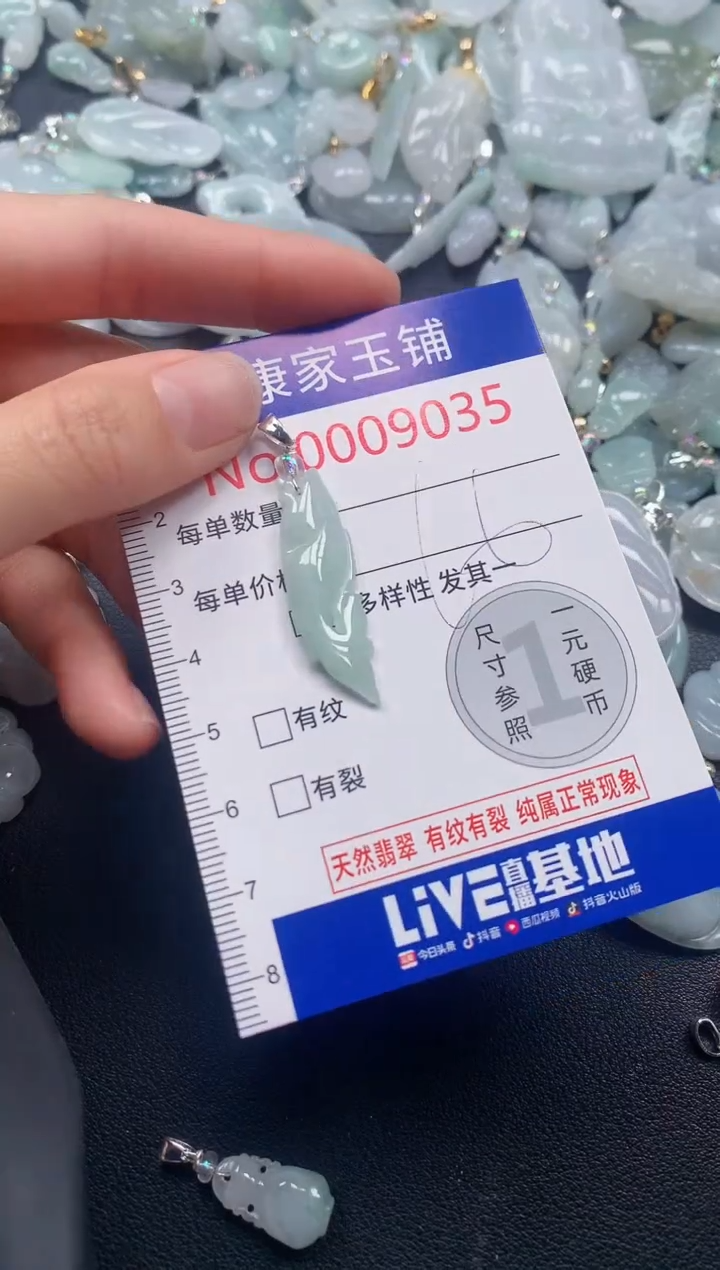 康家玉铺
No 0009035
每单数量
每单价
多样性 发其一
16
2
3
4
5
6
7
8
有纹
有裂
尺寸参照
1
一元硬币
天然翡翠 有纹有裂 纯属正常现象
LiVE直播基地
今日头条 抖音 西瓜视频 抖音火山版